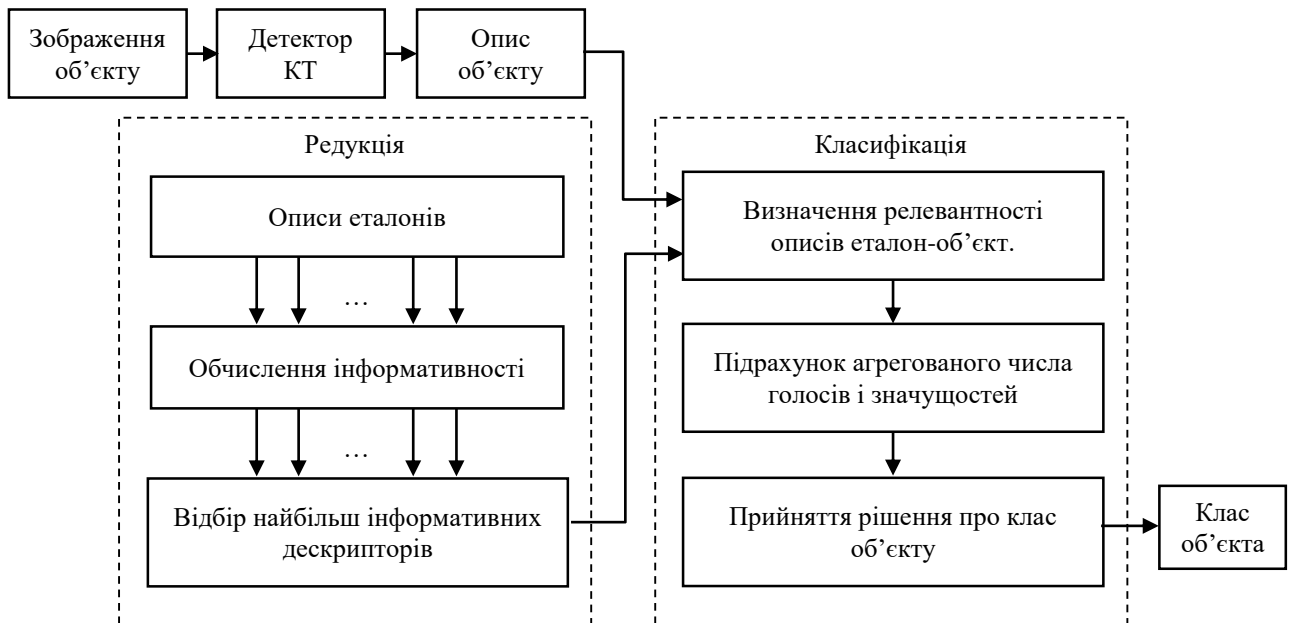 Зображення
об’єкту
Детектор
КТ
Опис
об’єкту
Редукція
Описи еталонів
…
Обчислення інформативності
…
Відбір найбільш інформативних
дескрипторів
Класифікація
Визначення релевантності
описів еталон-об’єкт.
Підрахунок агрегованого числа
голосів і значущостей
Прийняття рішення про клас
об’єкту
Клас
об’єкта